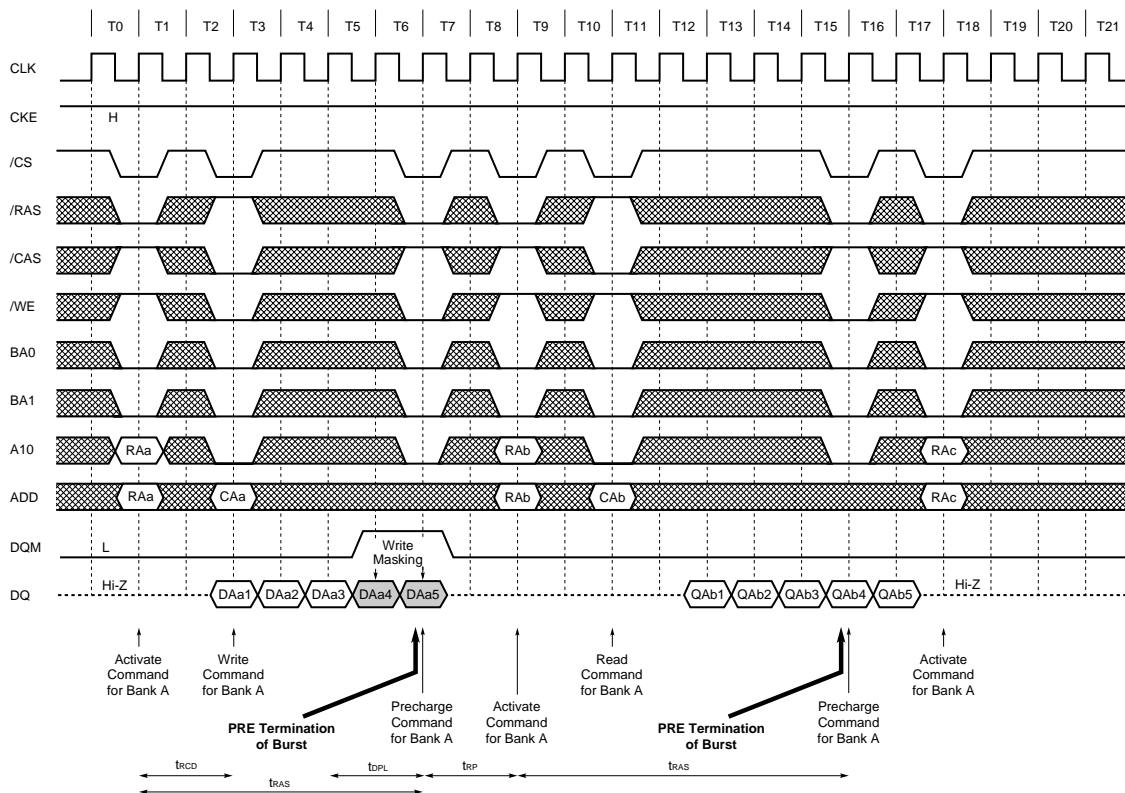 T0 T1 T2 T3 T4 T5 T6 T7 T8 T9 T10 T11 T12 T13 T14 T15 T16 T17 T18 T19 T20 T21
CLK
CKE H
/CS
/RAS
/CAS
/WE
BA0
BA1
A10 RAa RAb RAc
ADD RAa CAa RAb CAb RAc
DQM L Write
Masking
DQ Hi-Z DAa1 DAa2 DAa3 DAa4 DAa5 QAb1 QAb2 QAb3 QAb4 QAb5 Hi-Z
Activate
Command
for Bank A
Write
Command
for Bank A
PRE Termination
of Burst
Precharge
Command
for Bank A
Activate
Command
for Bank A
Read
Command
for Bank A
PRE Termination
of Burst
Precharge
Command
for Bank A
Activate
Command
for Bank A
tRCD tDPL tRP tRAS
tRAS